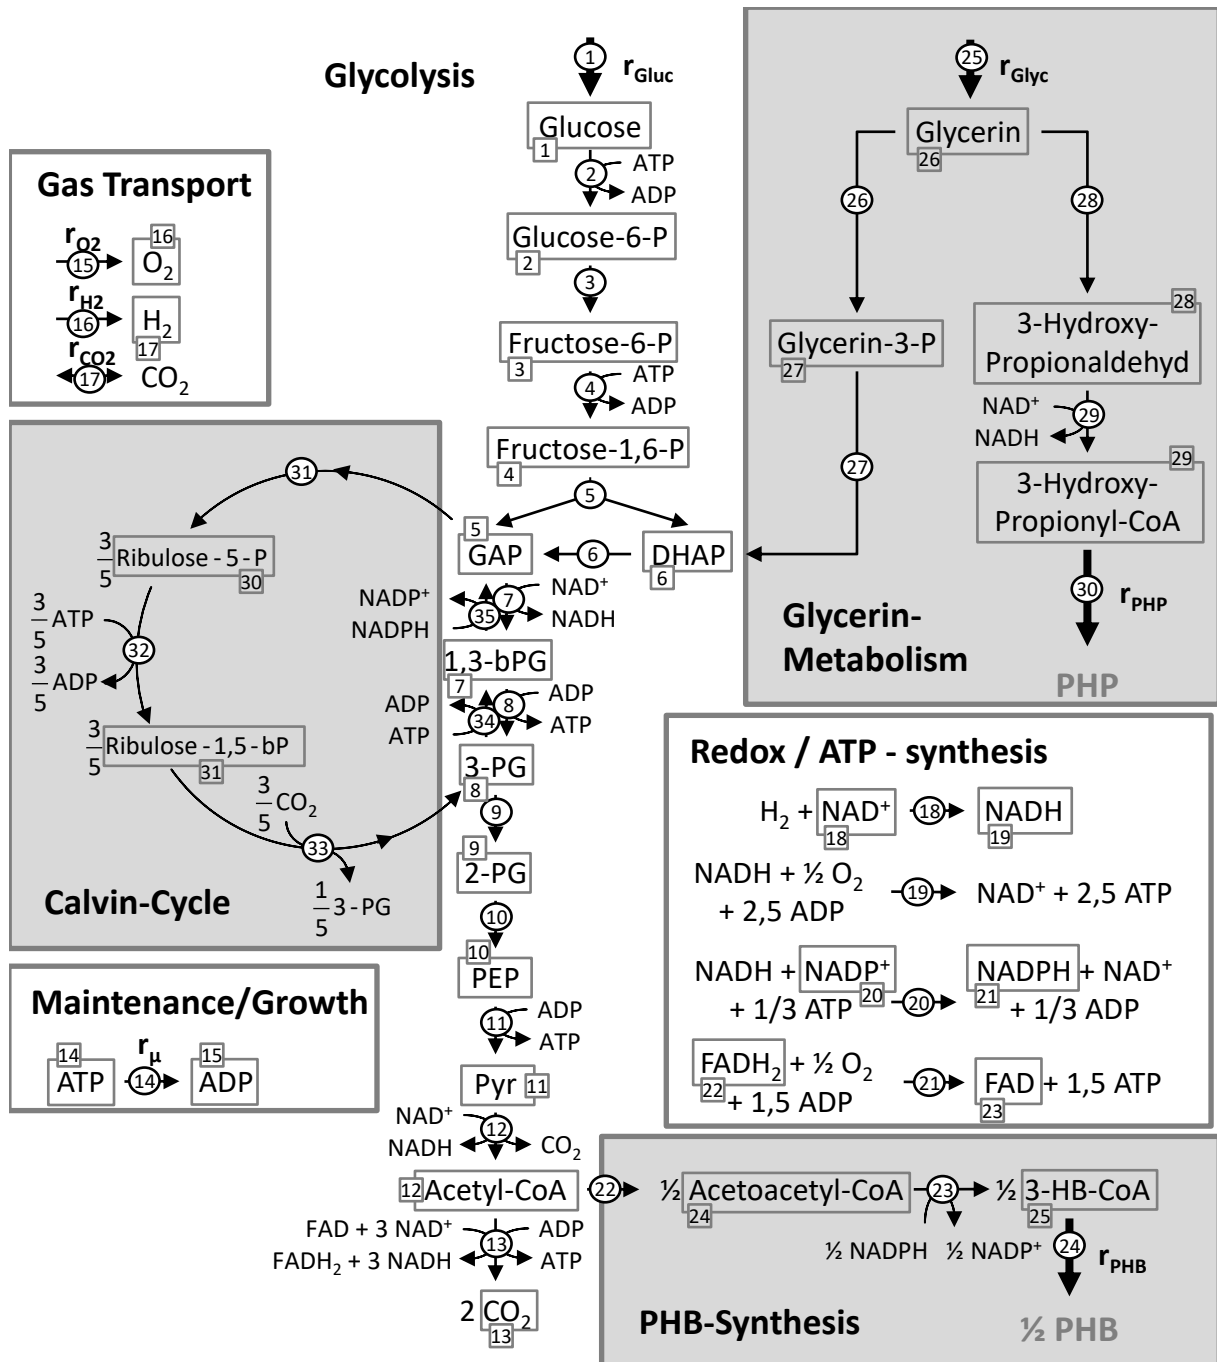 Glycolysis
1
r_Gluc
Glucose
1
2
ATP
ADP
Glucose-6-P
2
3
Fructose-6-P
3
4
ATP
ADP
Fructose-1,6-P
4
5
5
GAP
6
DHAP
6
NADP⁺
NADPH
35
7
NAD⁺
NADH
1,3-bPG
7
ADP
ATP
34
8
ADP
ATP
3-PG
8
9
9
2-PG
10
10
PEP
11
ADP
ATP
Pyr
11
NAD⁺
NADH
12
CO₂
12
Acetyl-CoA
FAD + 3 NAD⁺
FADH₂ + 3 NADH
13
ADP
ATP
2 CO₂
13
Gas Transport
r_O2
15
16
O₂
r_H2
16
H₂
17
r_CO2
17
CO₂
31
3/5 Ribulose - 5 - P
30
3/5 ATP
32
3/5 ADP
3/5 Ribulose - 1,5 - bP
31
3/5 CO₂
33
1/5 3 - PG
Calvin-Cycle
Maintenance/Growth
14
ATP
r_μ
14
15
ADP
25
r_Glyc
Glycerin
26
26
28
Glycerin-3-P
27
27
28
3-Hydroxy-
Propionaldehyd
NAD⁺
NADH
29
29
3-Hydroxy-
Propionyl-CoA
30
r_PHP
PHP
Glycerin-
Metabolism
Redox / ATP - synthesis
H₂ + NAD⁺
18
18
NADH
19
NADH + ½ O₂
+ 2,5 ADP
19
NAD⁺ + 2,5 ATP
NADH + NADP⁺
+ 1/3 ATP
20
20
NADPH + NAD⁺
21
+ 1/3 ADP
FADH₂ + ½ O₂
22
+ 1,5 ADP
21
FAD + 1,5 ATP
23
22
½ Acetoacetyl-CoA
24
23
½ NADPH
½ NADP⁺
½ 3-HB-CoA
25
24
r_PHB
PHB-Synthesis
½ PHB